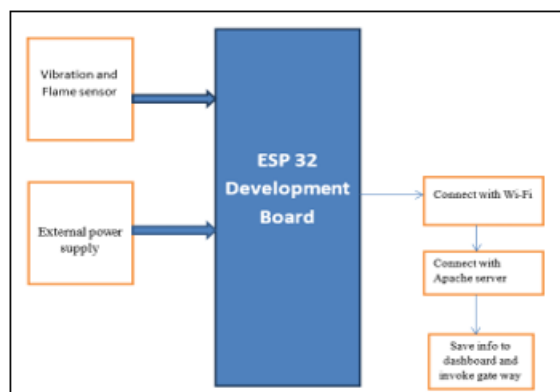 Vibration and
Flame sensor
External power
supply
ESP 32
Development
Board
Connect with Wi-Fi
Connect with
Apache server
Save info to
dashboard and
invoke gate way